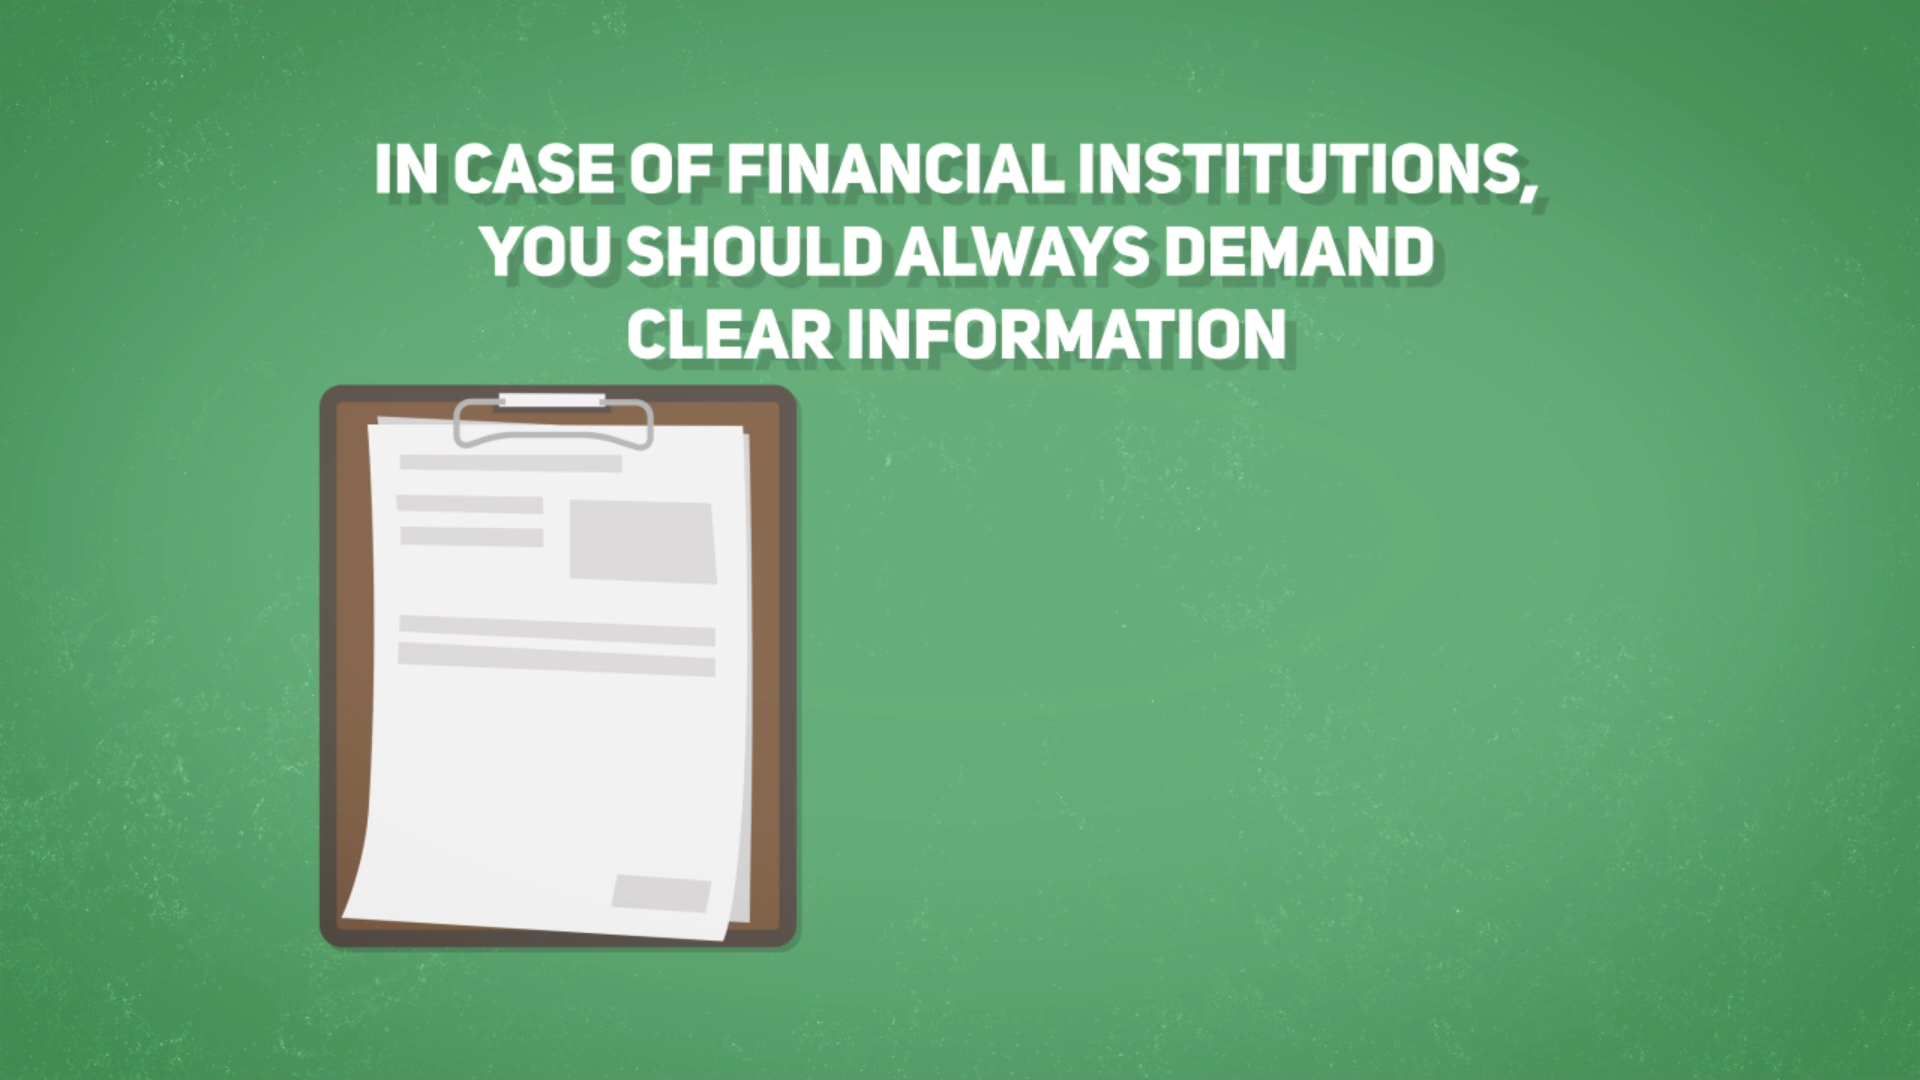 IN CASE OF FINANCIAL INSTITUTIONS,
YOU SHOULD ALWAYS DEMAND
CLEAR INFORMATION